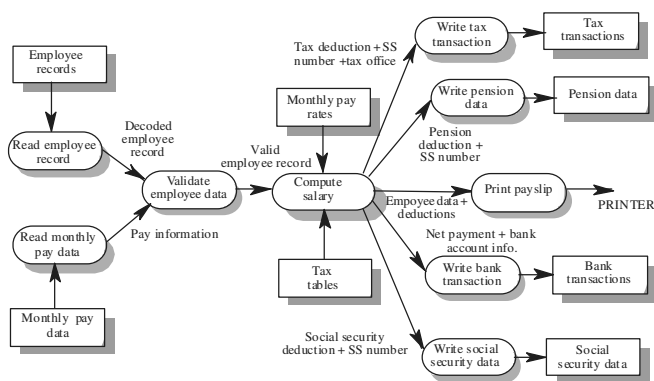 Employee
records
Read employee
record
Decoded
employee
record
Validate
employee data
Pay information
Read monthly
pay data
Monthly pay
data
Valid
employee record
Monthly pay
rates
Compute
salary
Tax
tables
Tax deduction + SS
number +tax office
Write tax
transaction
Tax
transactions
Write pension
data
Pension data
Pension
deduction +
SS number
Empoyee data +
deductions
Print payslip
PRINTER
Net payment + bank
account info.
Write bank
transaction
Bank
transactions
Social security
deduction + SS number
Write social
security data
Social
security data